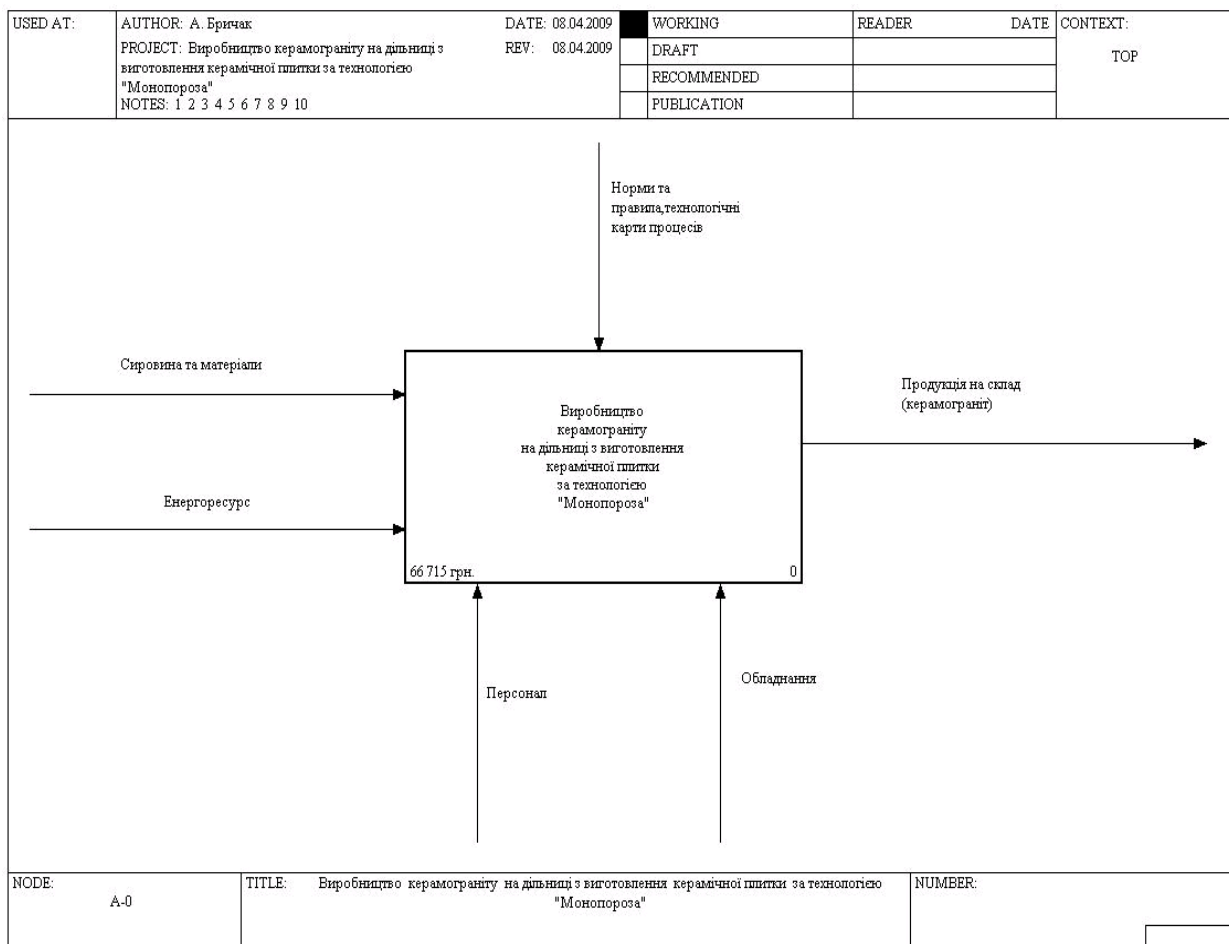 USED AT:
AUTHOR: А. Бричак
DATE: 08.04.2009
PROJECT: Виробництво керамограніту на дільниці з
виготовлення керамічної плитки за технологією
"Монопороза"
REV: 08.04.2009
NOTES: 1 2 3 4 5 6 7 8 9 10
WORKING
DRAFT
RECOMMENDED
PUBLICATION
READER DATE
CONTEXT:
TOP
Норми та
правила,технологічні
карти процесів
Сировина та матеріали
Енергоресурс
Виробництво
керамограніту
на дільниці з виготовлення
керамічної плитки
за технологією
"Монопороза"
66 715 грн.
0
Продукція на склад
(керамограніт)
Персонал
Обладнання
NODE:
A-0
TITLE: Виробництво керамограніту на дільниці з виготовлення керамічної плитки за технологією
"Монопороза"
NUMBER: